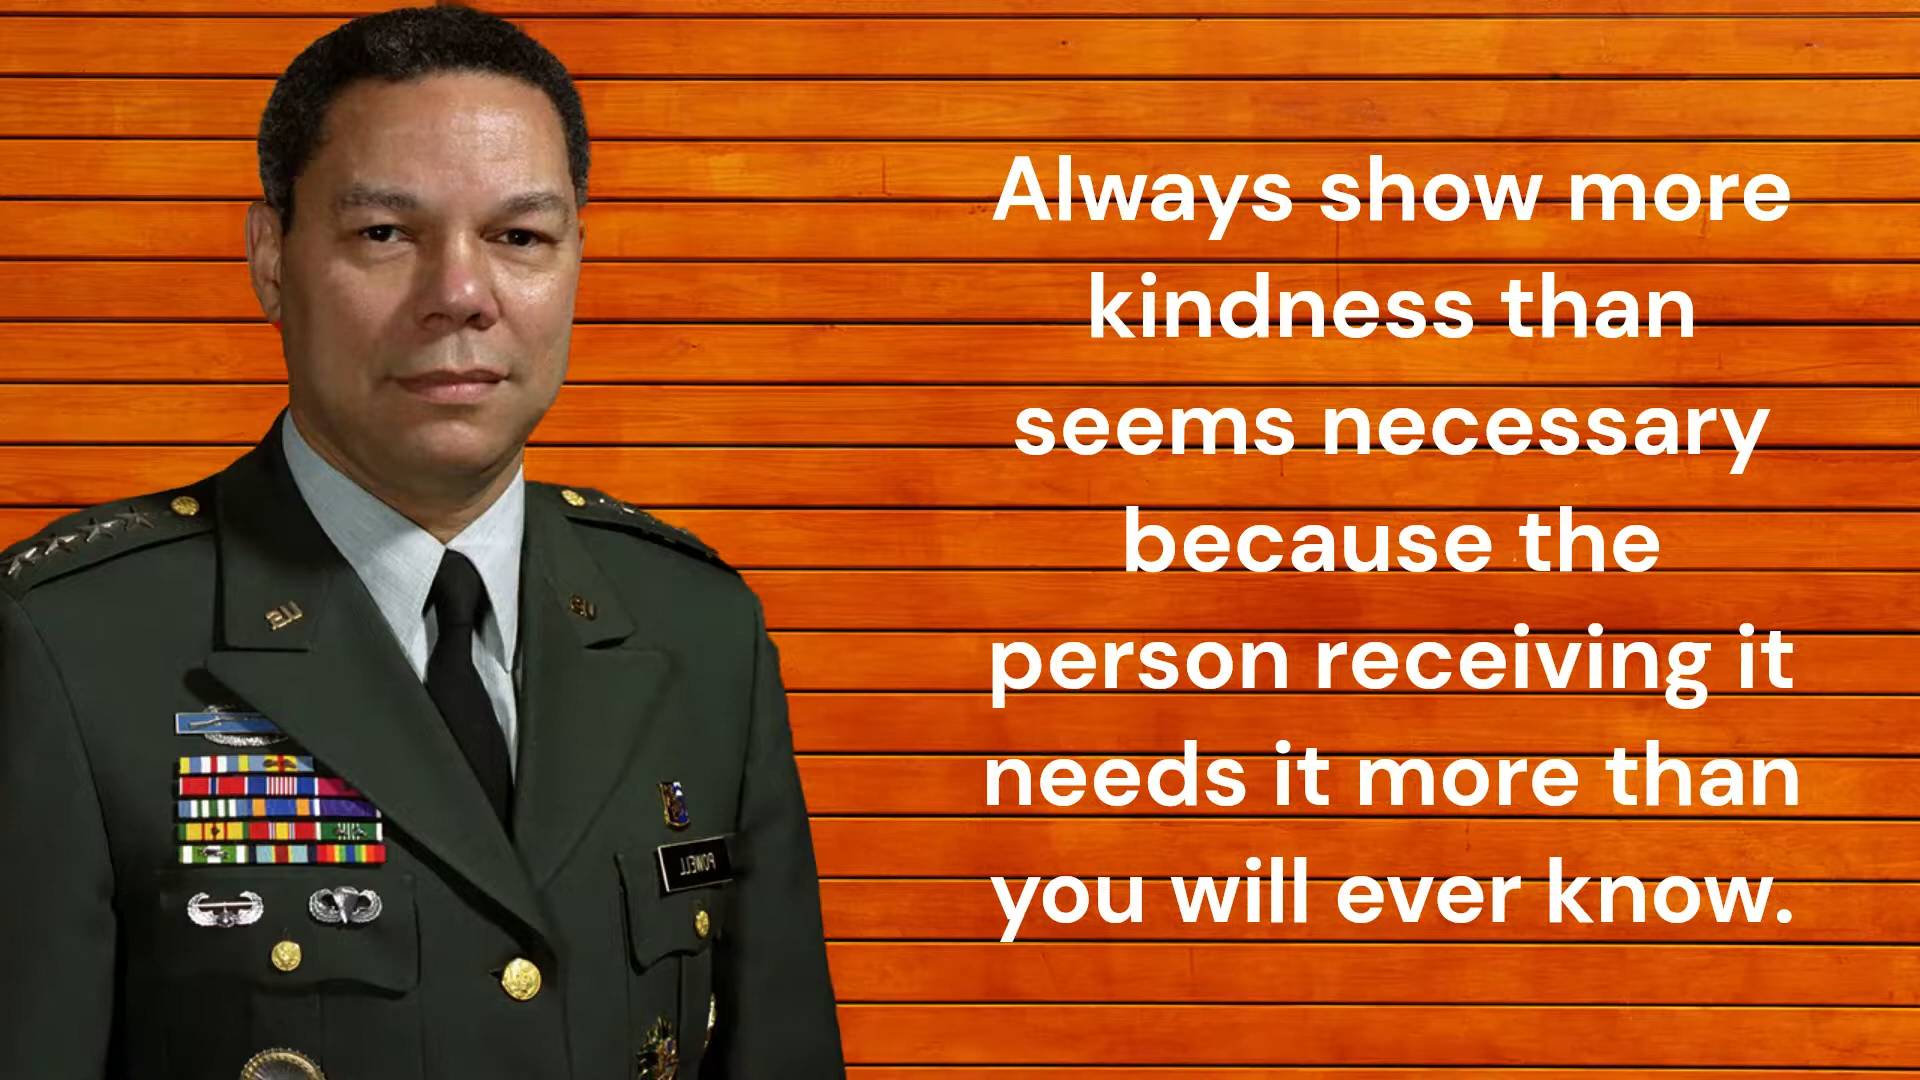 Always show more
kindness than
seems necessary
because the
person receiving it
needs it more than
you will ever know.
U.S.
U.S.
POWELL